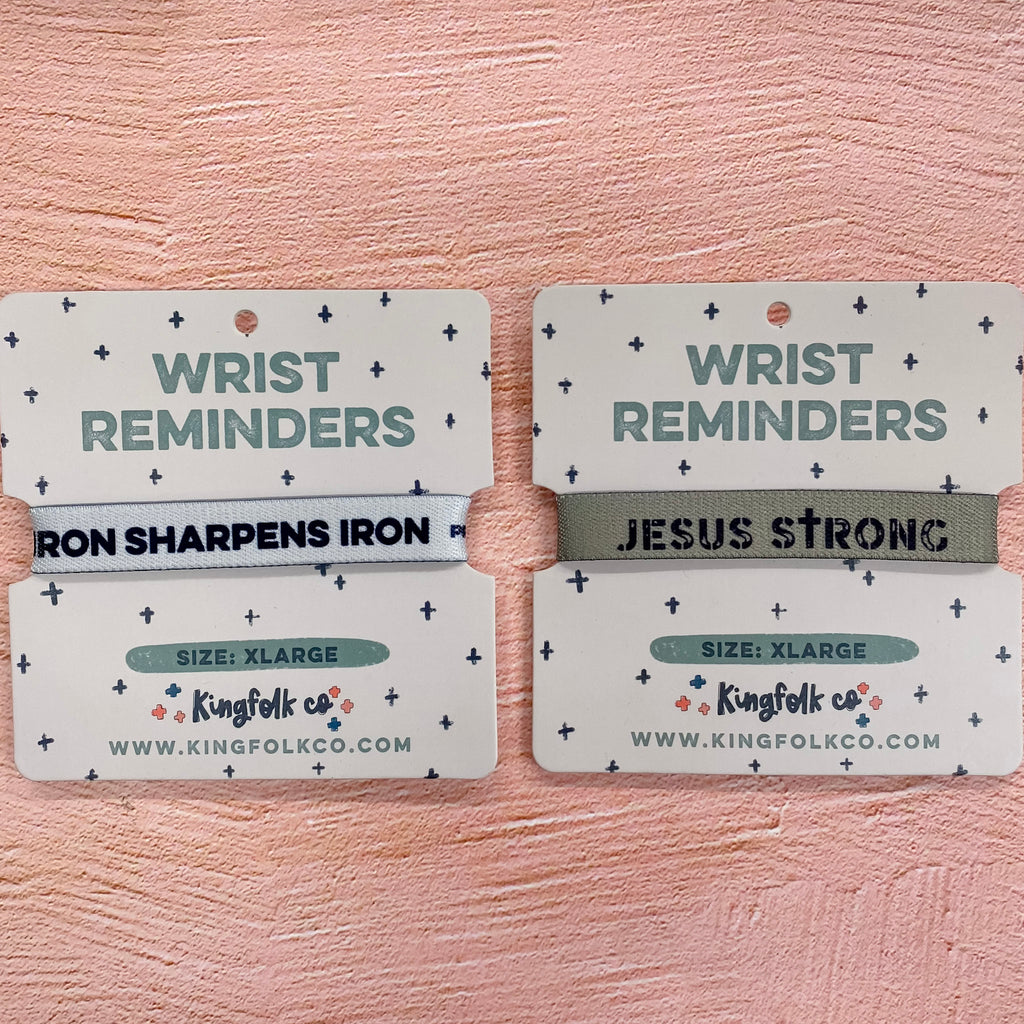 WRIST
REMINDERS
IRON SHARPENS IRON
SIZE: XLARGE
Kingfolk co
WWW.KINGFOLKCO.COM
WRIST
REMINDERS
JESUS STRONG
SIZE: XLARGE
Kingfolk co
WWW.KINGFOLKCO.COM